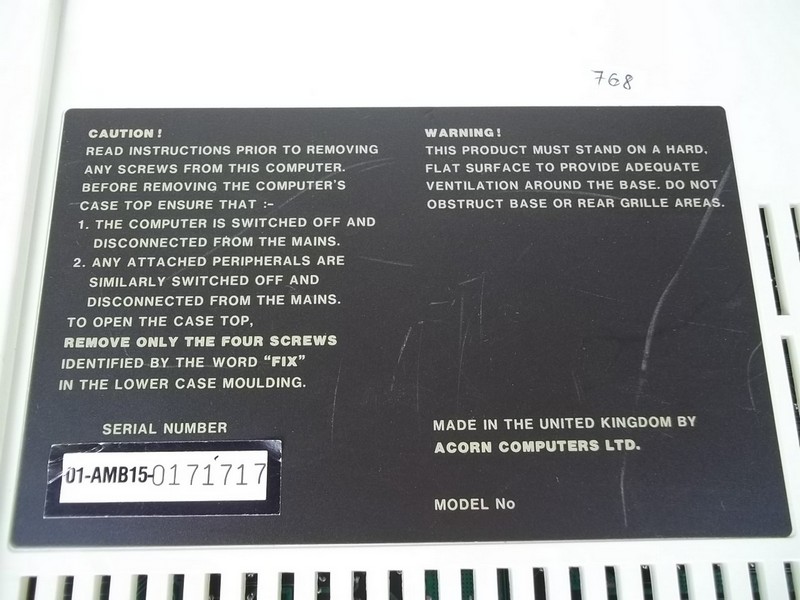 768
CAUTION!
READ INSTRUCTIONS PRIOR TO REMOVING
ANY SCREWS FROM THIS COMPUTER.
BEFORE REMOVING THE COMPUTER'S
CASE TOP ENSURE THAT :-
1. THE COMPUTER IS SWITCHED OFF AND
DISCONNECTED FROM THE MAINS.
2. ANY ATTACHED PERIPHERALS ARE
SIMILARLY SWITCHED OFF AND
DISCONNECTED FROM THE MAINS.
TO OPEN THE CASE TOP,
REMOVE ONLY THE FOUR SCREWS
IDENTIFIED BY THE WORD “FIX”
IN THE LOWER CASE MOULDING.
SERIAL NUMBER
01-AMB15-0171717
WARNING!
THIS PRODUCT MUST STAND ON A HARD,
FLAT SURFACE TO PROVIDE ADEQUATE
VENTILATION AROUND THE BASE. DO NOT
OBSTRUCT BASE OR REAR GRILLE AREAS.
MADE IN THE UNITED KINGDOM BY
ACORN COMPUTERS LTD.
MODEL No